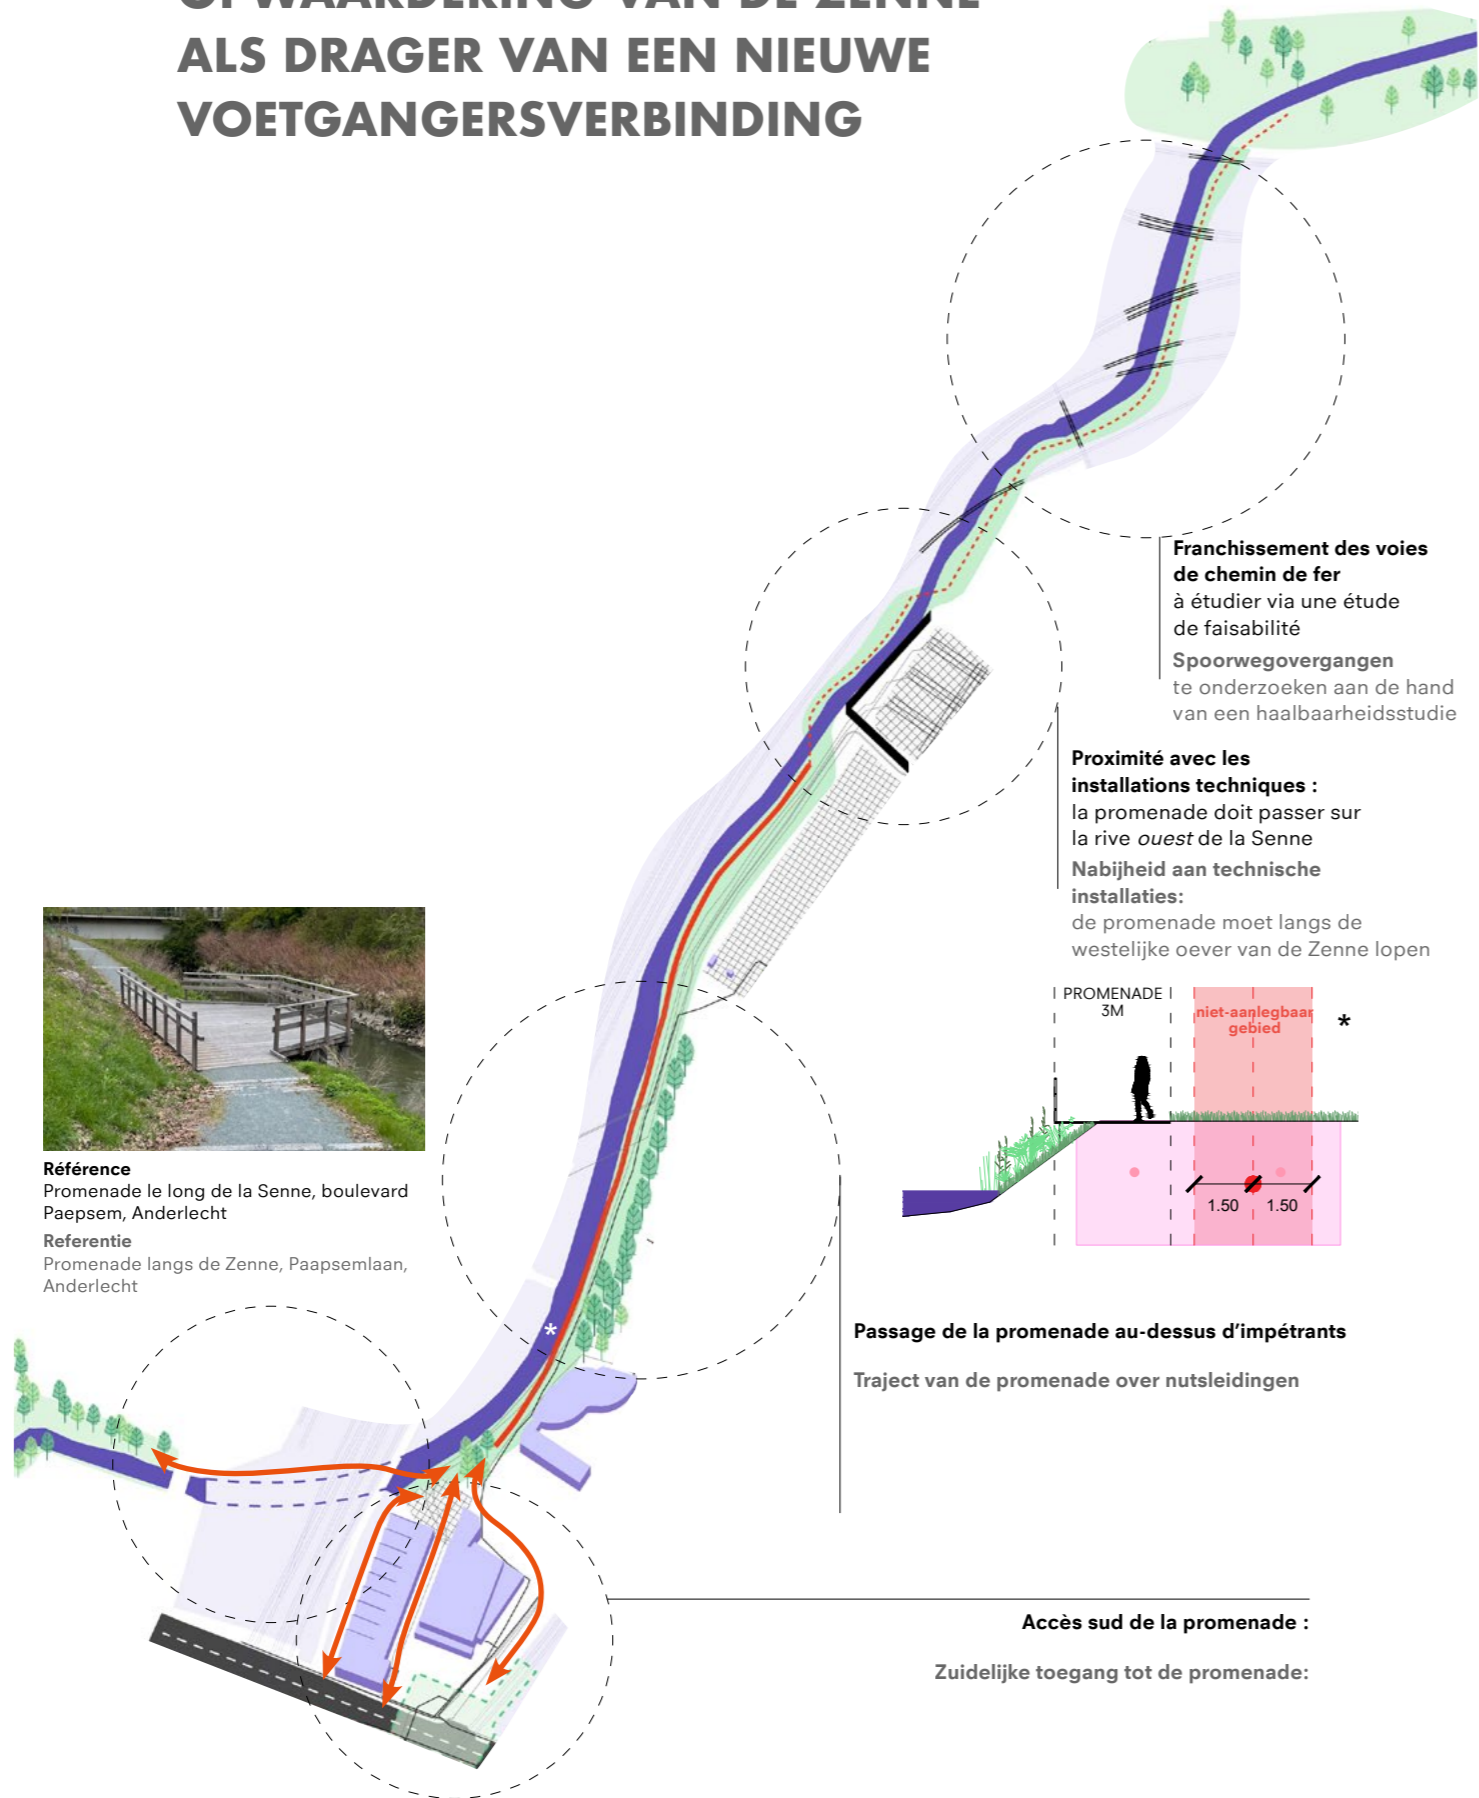 OPWAARDERING VAN DE ZENNE
ALS DRAGER VAN EEN NIEUWE
VOETGANGERSVERBINDING
Franchissement des voies
de chemin de fer
à étudier via une étude
de faisabilité
Spoorwegovergangen
te onderzoeken aan de hand
van een haalbaarheidsstudie
Proximité avec les
installations techniques :
la promenade doit passer sur
la rive ouest de la Senne
Nabijheid aan technische
installaties:
de promenade moet langs de
westelijke oever van de Zenne lopen
PROMENADE
3M
niet-aanlegbaar
gebied
*
1.50 1.50
Référence
Promenade le long de la Senne, boulevard
Paepsem, Anderlecht
Referentie
Promenade langs de Zenne, Paapsemlaan,
Anderlecht
*
Passage de la promenade au-dessus d'impétrants
Traject van de promenade over nutsleidingen
Accès sud de la promenade :
Zuidelijke toegang tot de promenade: